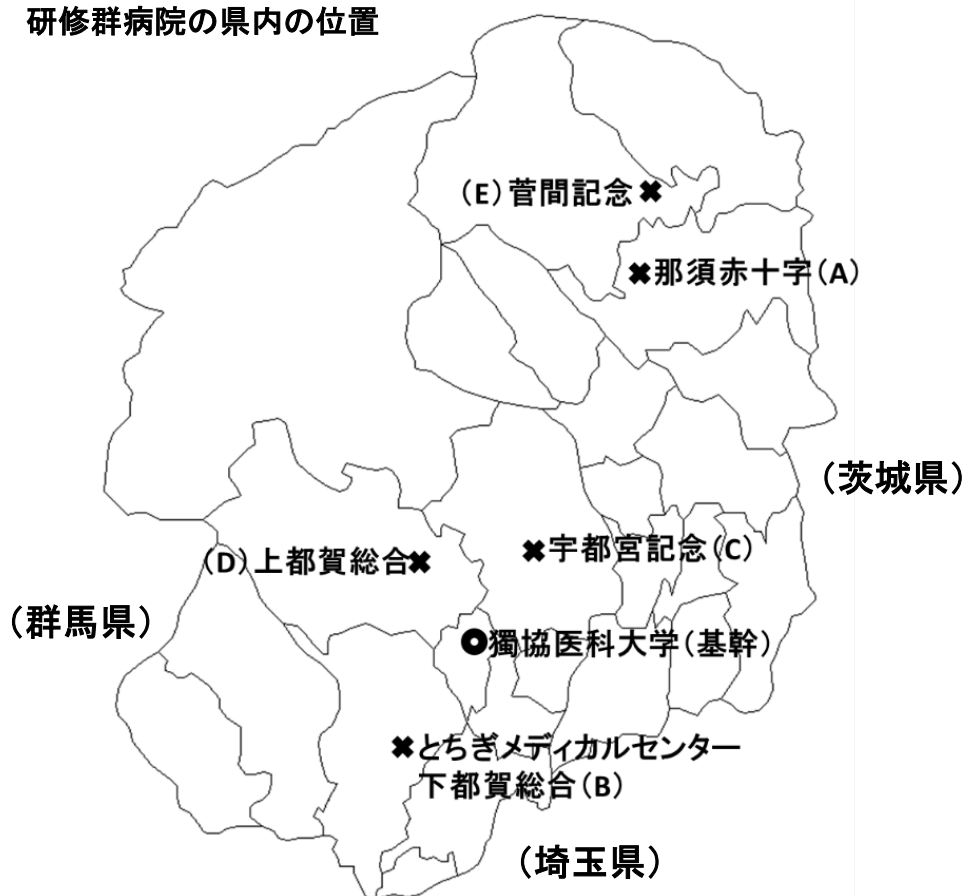 研修群病院の県内の位置
(E)菅間記念✖
✖那須赤十字(A)
(茨城県)
(D)上都賀総合✖
✖宇都宮記念(C)
(群馬県)
獨協医科大学(基幹)
✖とちぎメディカルセンター
下都賀総合(B)
(埼玉県)